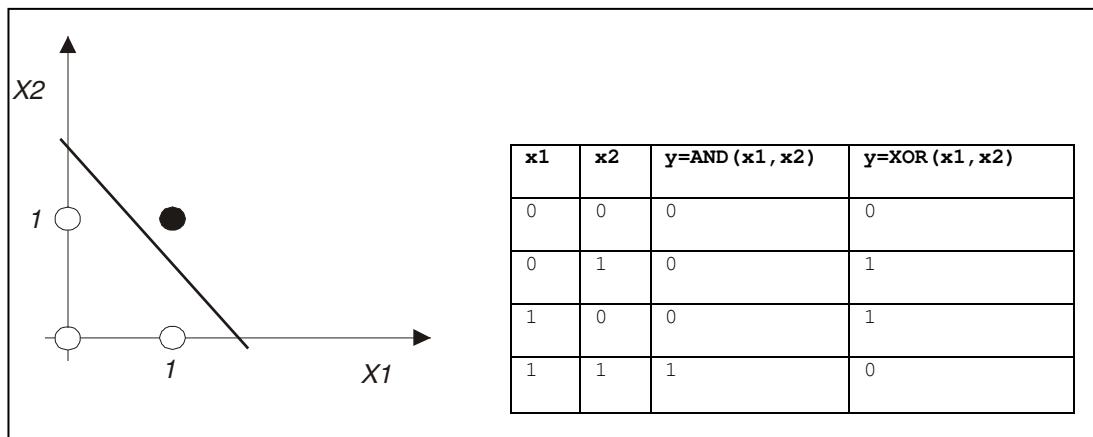 X2
1
1
X1
x1 x2 y=AND(x1,x2) y=XOR(x1,x2)
0 0 0 0
0 1 0 1
1 0 0 1
1 1 1 0